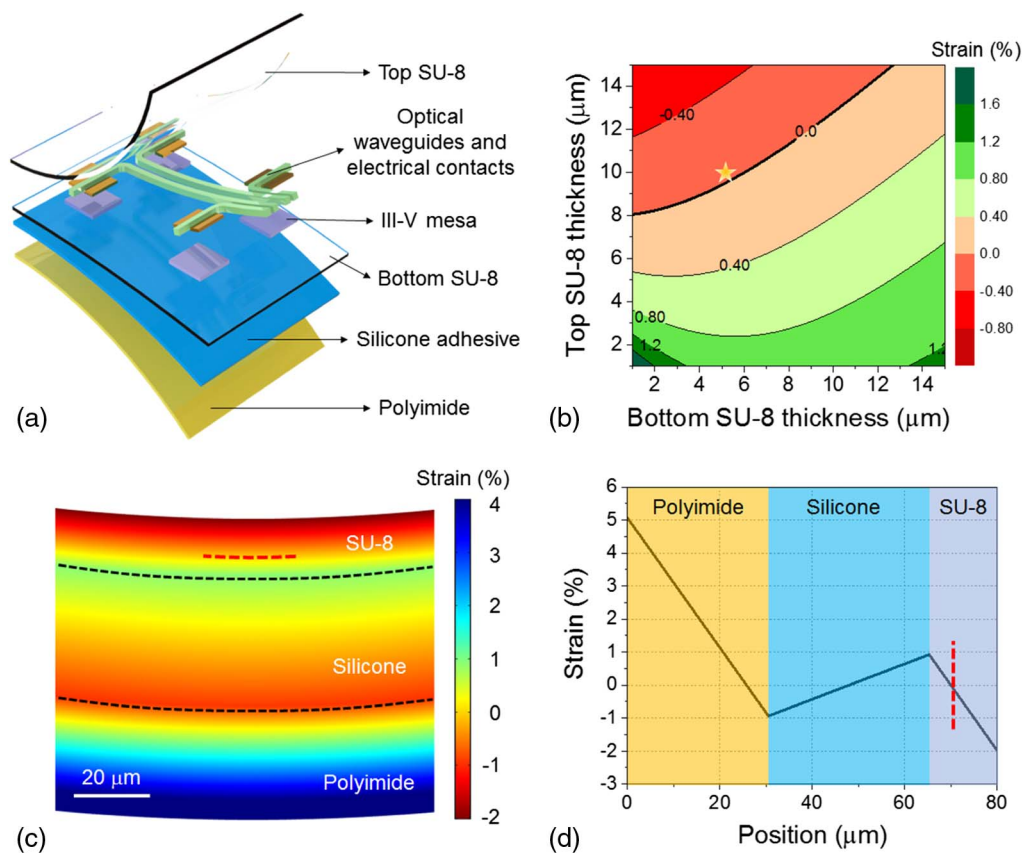 (a)
Top SU-8
Optical
waveguides and
electrical contacts
III-V mesa
Bottom SU-8
Silicone adhesive
Polyimide
(b)
Strain (%)
Top SU-8 thickness (μm)
14
12
10
8
6
4
2
-0.40
0.0
0.40
0.80
1.2
1.2
2 4 6 8 10 12 14
Bottom SU-8 thickness (μm)
1.6
1.2
0.80
0.40
0.0
-0.40
-0.80
(c)
Strain (%)
SU-8
Silicone
Polyimide
20 μm
4
3
2
1
0
-1
-2
(d)
Strain (%)
6
5
4
3
2
1
0
-1
-2
-3
Polyimide Silicone SU-8
0 20 40 60 80
Position (μm)